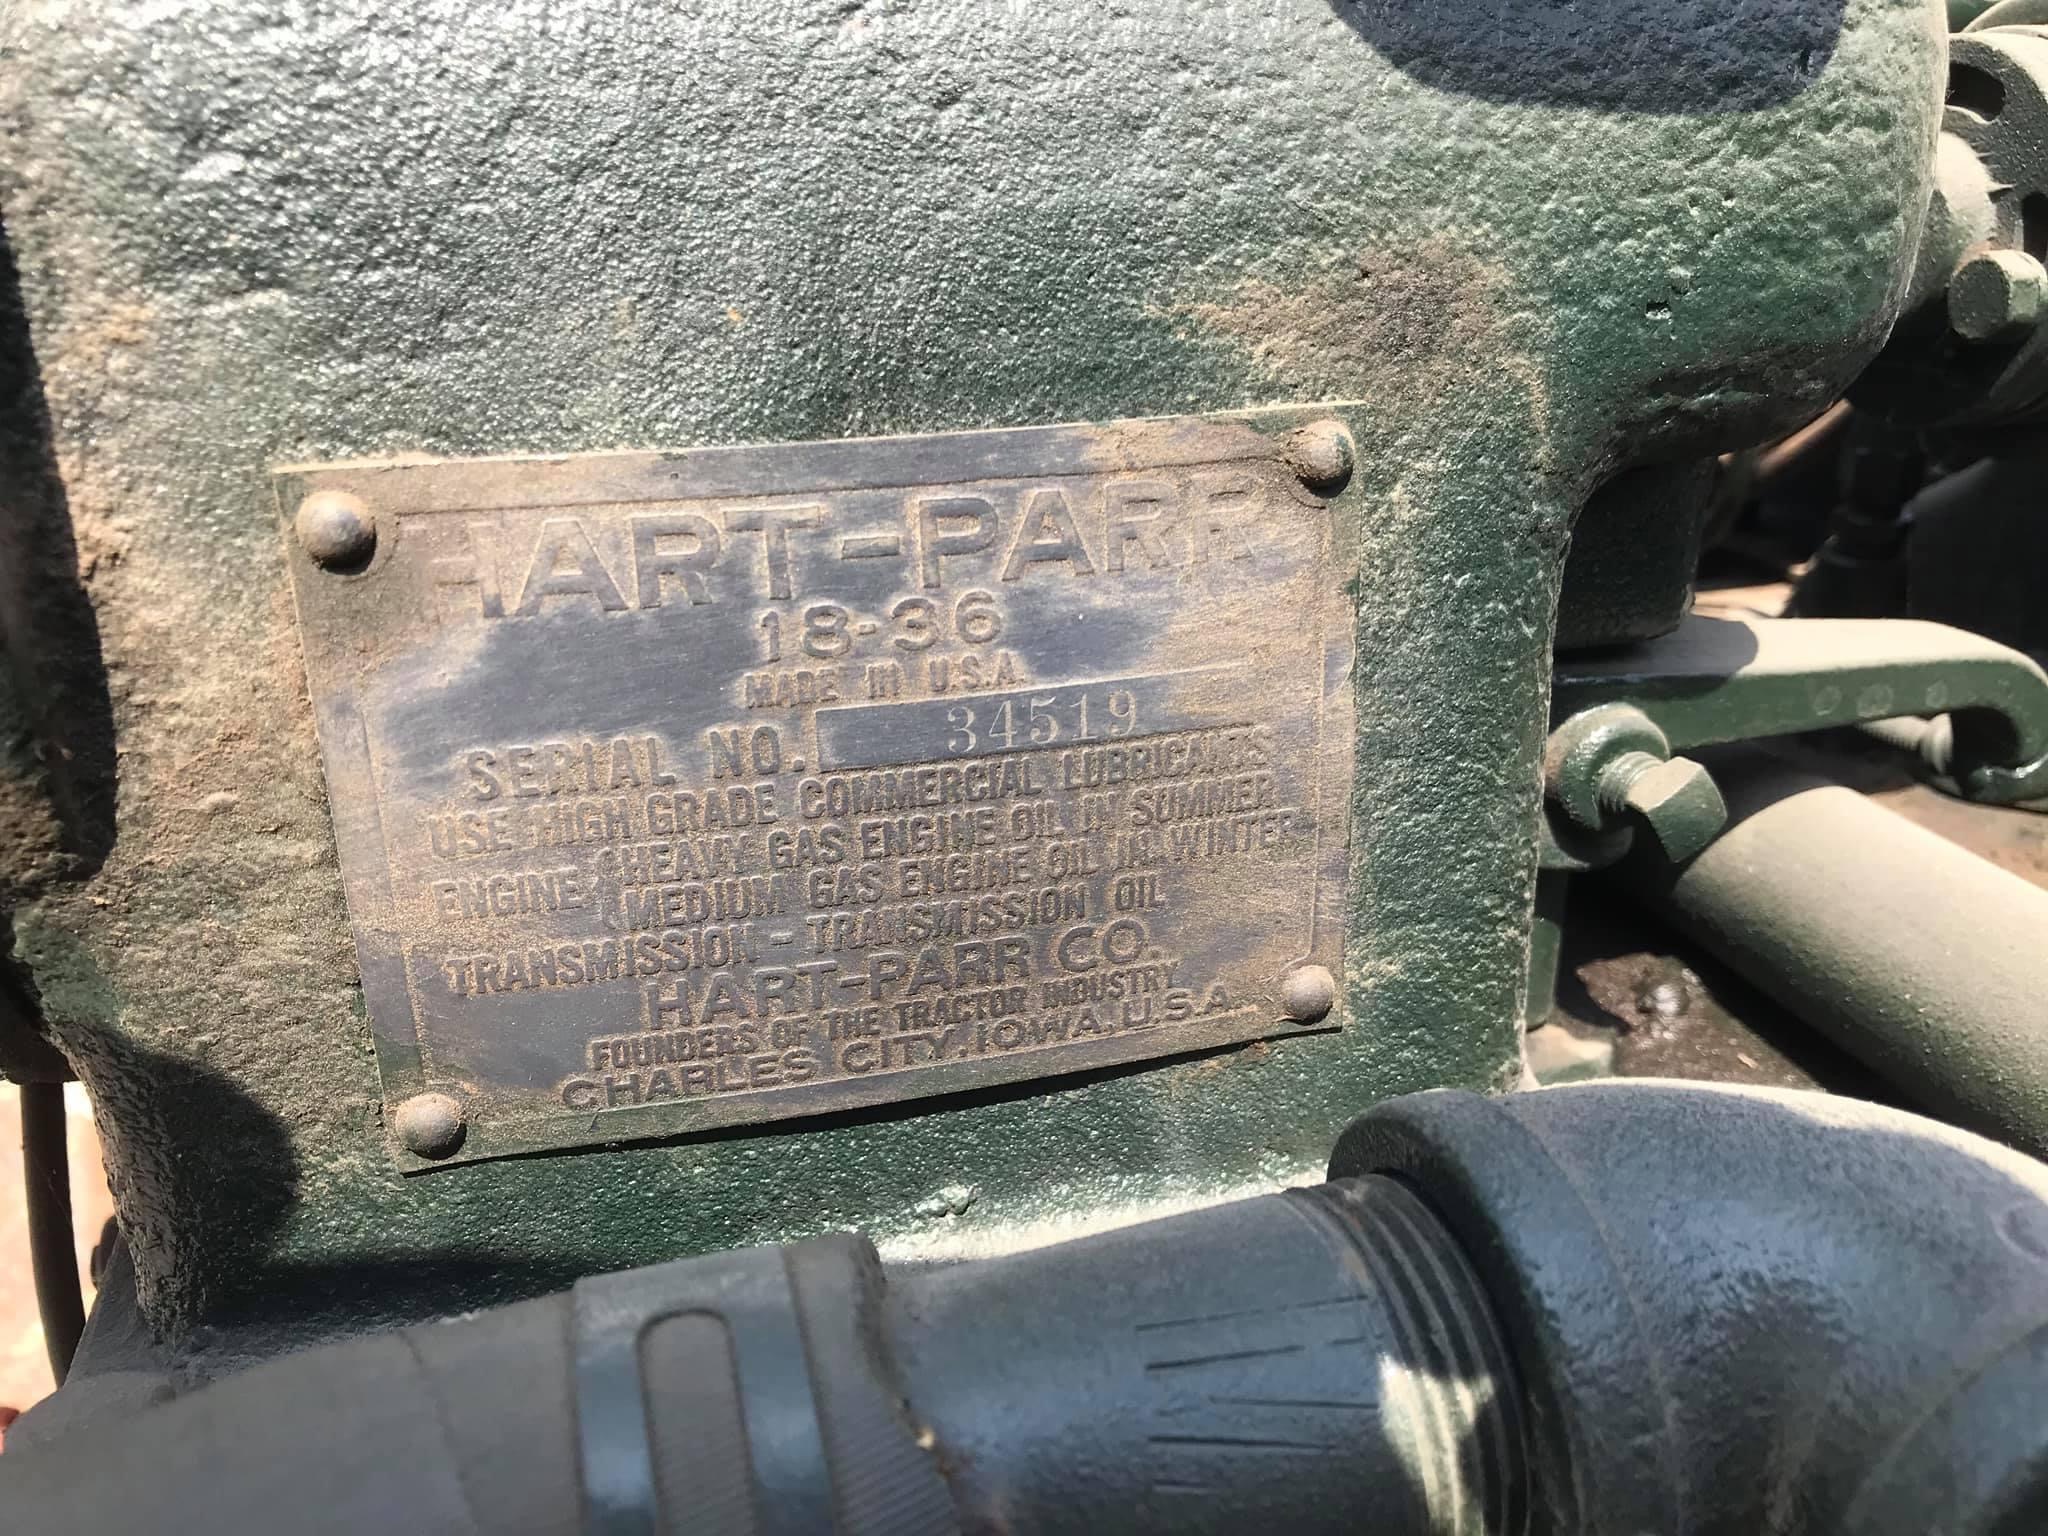 HART-PARR
18-36
MADE IN U.S.A.
SERIAL NO. 34519
USE HIGH GRADE COMMERCIAL LUBRICANTS
ENGINE { HEAVY GAS ENGINE OIL IN SUMMER
MEDIUM GAS ENGINE OIL IN WINTER
TRANSMISSION - TRANSMISSION OIL
HART-PARR CO.
FOUNDERS OF THE TRACTOR INDUSTRY
CHARLES CITY, IOWA, U.S.A.